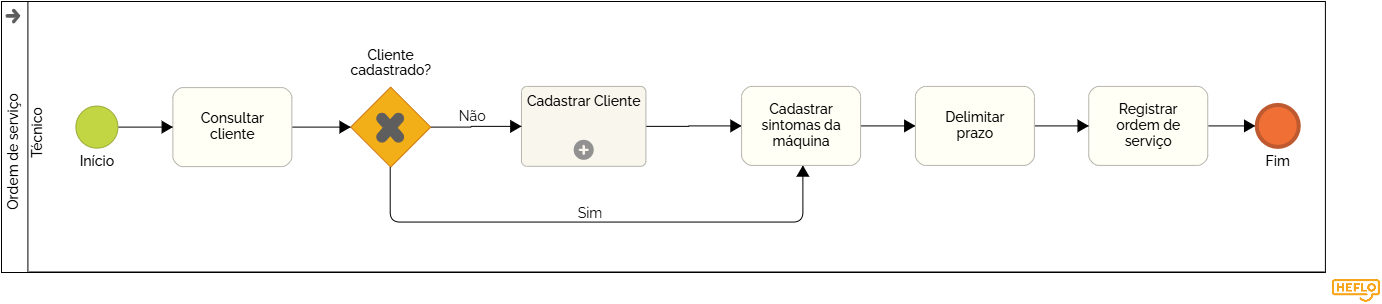 Ordem de serviço
Técnico
Início
Consultar
cliente
Cliente
cadastrado?
Não
Sim
Cadastrar Cliente
Cadastrar
sintomas da
máquina
Delimitar
prazo
Registrar
ordem de
serviço
Fim
HEFLO